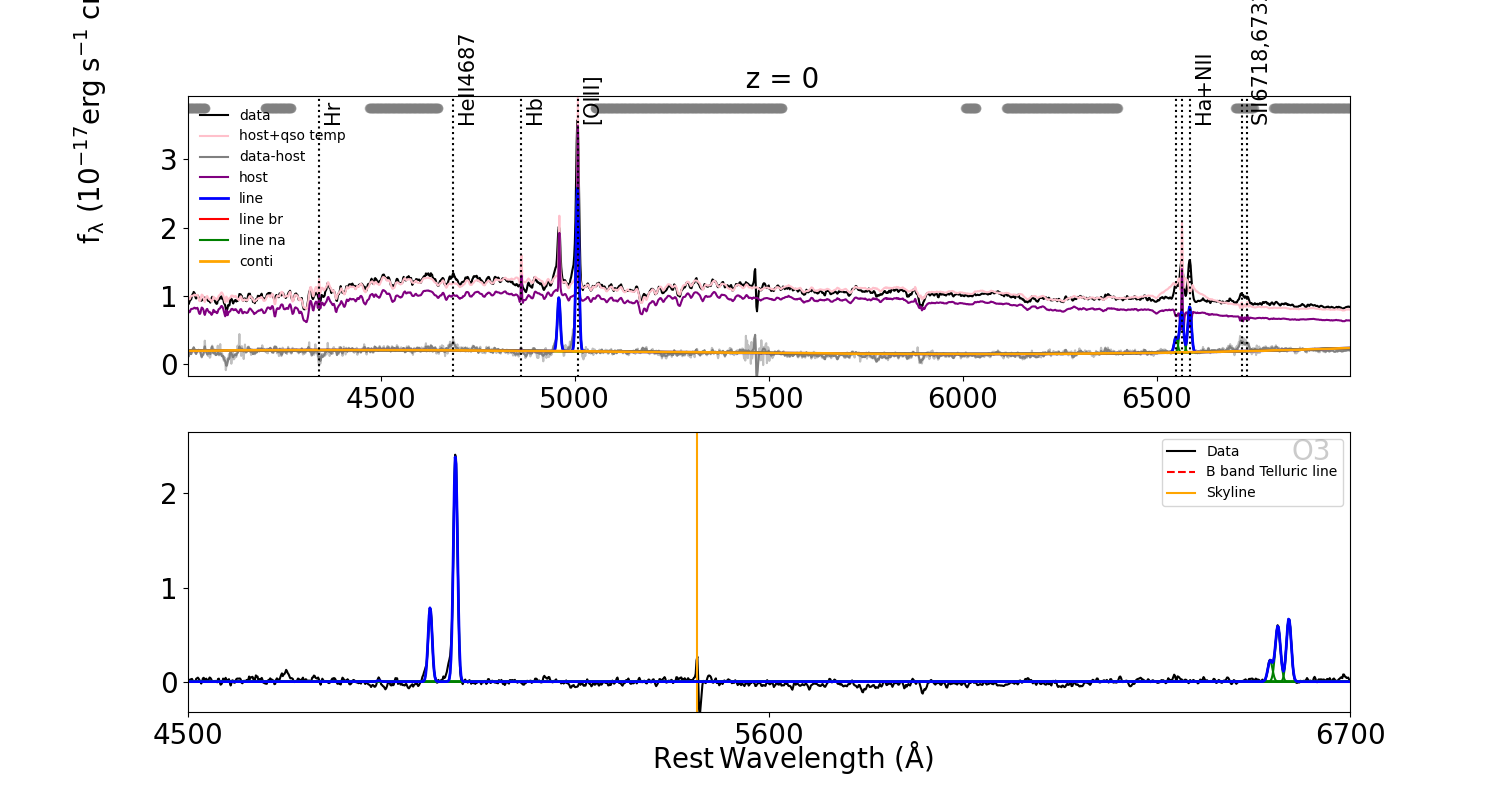 z = 0
f_λ (10^−17 erg s^−1
Hr
HeII4687
Hb
[OIII]
Ha+NII
data
host+qso temp
data-host
host
line
line br
line na
conti
3
2
1
0
4500
5000
5500
6000
6500
O3
Data
B band Telluric line
Skyline
2
1
0
4500
5600
6700
Rest Wavelength (Å)